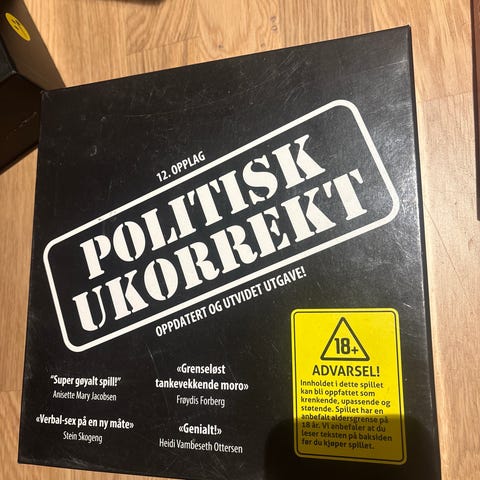 12. OPPLAG
POLITISK
UKORREKT
OPPDATERT OG UTVIDET UTGAVE!
"Super gøyalt spill!"
Anisette Mary Jacobsen
«Grenseløst
tankevekkende moro»
Frøydis Forberg
«Verbal-sex på en ny måte»
Stein Skogeng
«Genialt!»
Heidi Vambeseth Ottersen
18+
ADVARSEL!
Innholdet i dette spillet
kan bli oppfattet som
krenkende, upassende og
støtende. Spillet har en
anbefalt aldersgrense på
18 år. Vi anbefaler at du
leser teksten på baksiden
før du kjøper spillet.